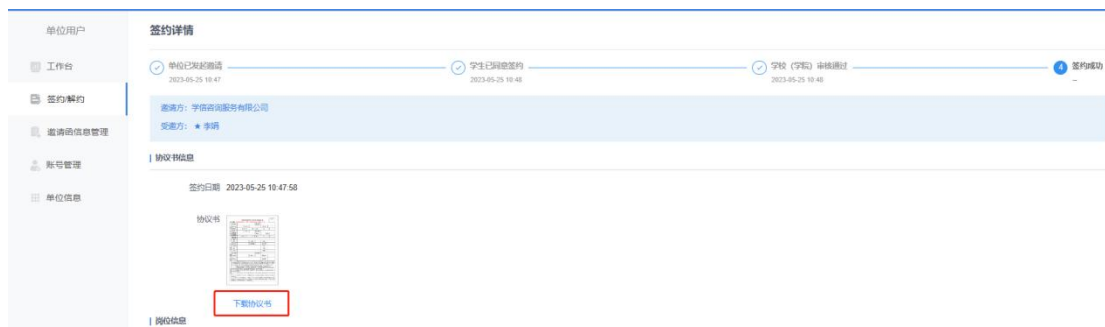 单位用户
工作台
签约/解约
邀请函信息管理
账号管理
单位信息
签约详情
单位已发起邀请
2023-05-25 10:47
学生已同意签约
2023-05-25 10:48
学校（学院）审核通过
2023-05-25 10:48
4 签约成功
--
邀请方：学信咨询服务有限公司
受邀方：★ 李娟
协议书信息
签约日期 2023-05-25 10:47:58
协议书
下载协议书
岗位信息